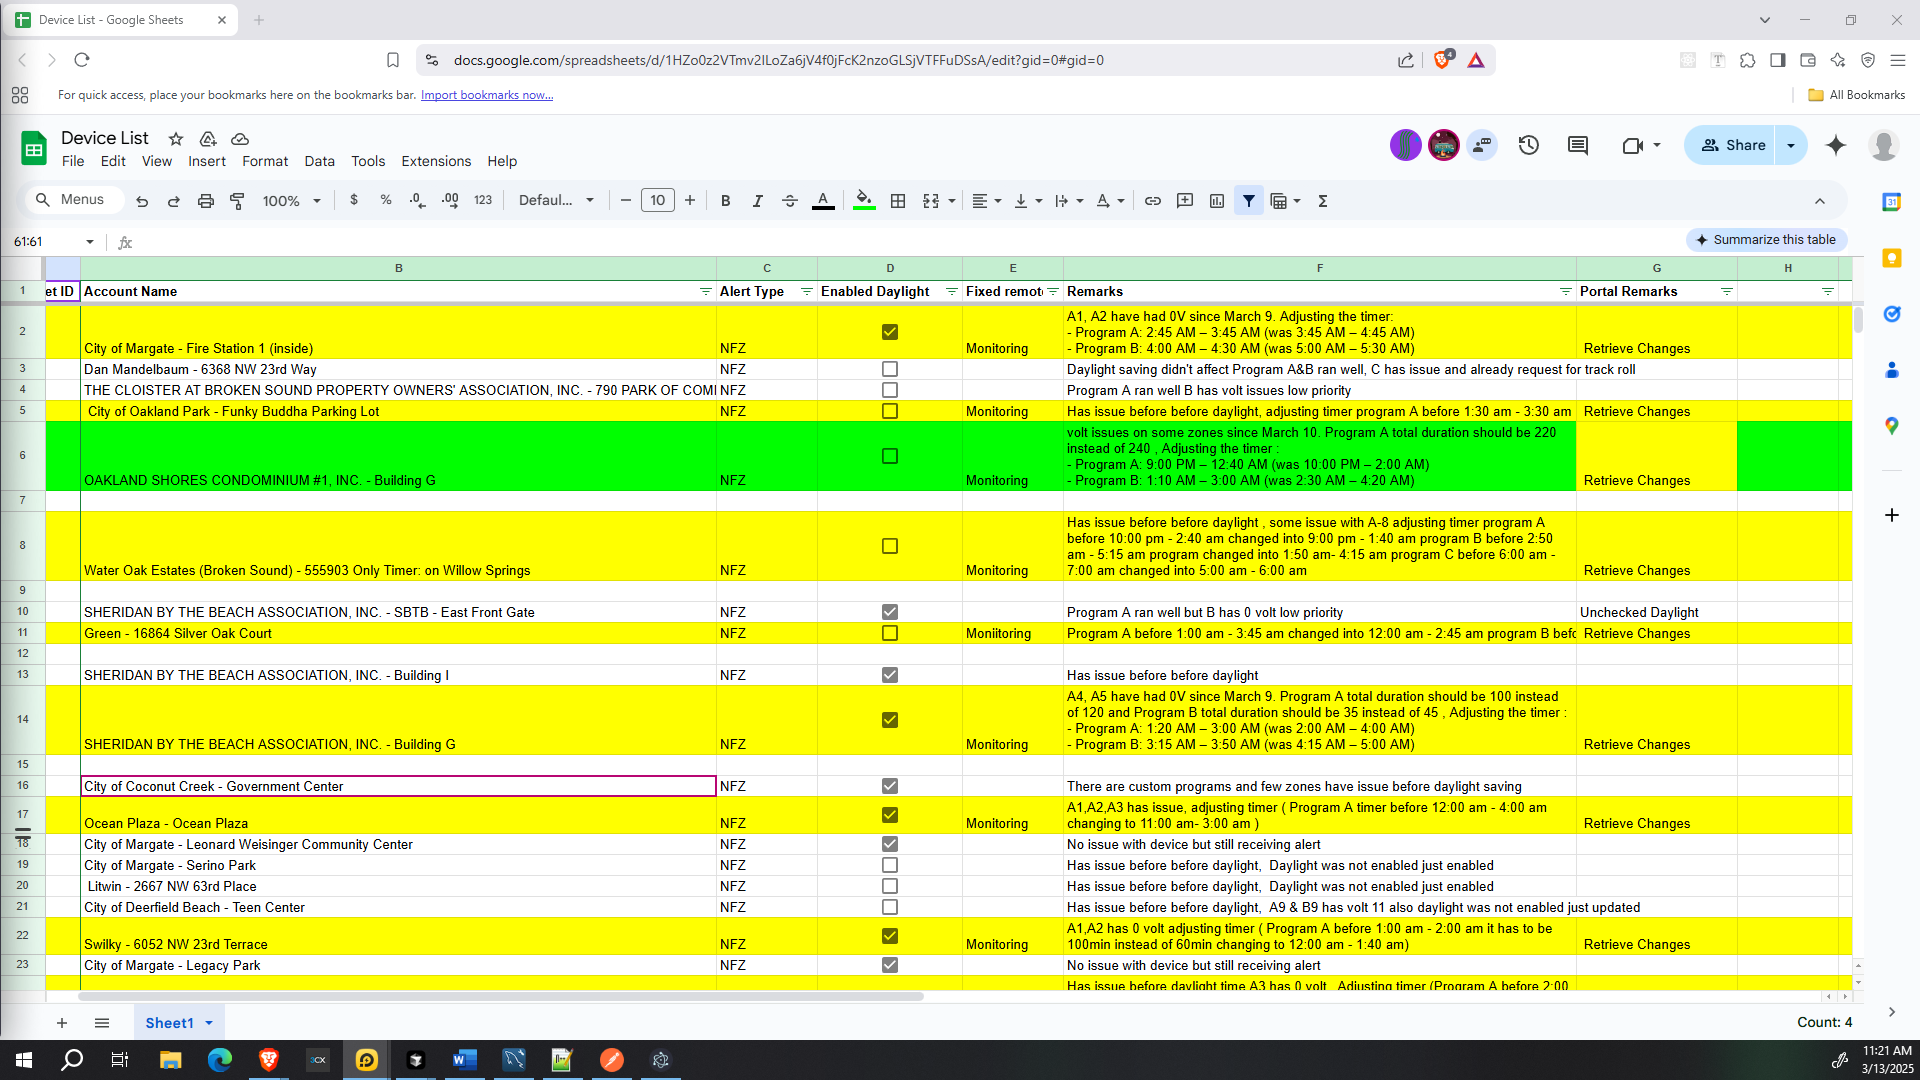 Device List - Google Sheets
docs.google.com/spreadsheets/d/1HZo0z2VTmv2ILoZa6jV4f0jFcK2nzoGLSjVTFFuDSsA/edit?gid=0#gid=0
4
For quick access, place your bookmarks here on the bookmarks bar. Import bookmarks now...
All Bookmarks
Device List
File Edit View Insert Format Data Tools Extensions Help
Share
Menus
100%
$ % .0 .00 123
Defaul...
10
B I A
Σ
31
61:61
fx
Summarize this table
B C D E F G H
1 et ID Account Name Alert Type Enabled Daylight Fixed remot Remarks Portal Remarks
A1, A2 have had 0V since March 9. Adjusting the timer:
2 - Program A: 2:45 AM – 3:45 AM (was 3:45 AM – 4:45 AM)
City of Margate - Fire Station 1 (inside) NFZ Monitoring - Program B: 4:00 AM – 4:30 AM (was 5:00 AM – 5:30 AM) Retrieve Changes
3 Dan Mandelbaum - 6368 NW 23rd Way NFZ Daylight saving didn't affect Program A&B ran well, C has issue and already request for track roll
4 THE CLOISTER AT BROKEN SOUND PROPERTY OWNERS' ASSOCIATION, INC. - 790 PARK OF COM NFZ Program A ran well B has volt issues low priority
5 City of Oakland Park - Funky Buddha Parking Lot NFZ Monitoring Has issue before before daylight, adjusting timer program A before 1:30 am - 3:30 am Retrieve Changes
volt issues on some zones since March 10. Program A total duration should be 220
6 instead of 240 , Adjusting the timer :
- Program A: 9:00 PM – 12:40 AM (was 10:00 PM – 2:00 AM)
OAKLAND SHORES CONDOMINIUM #1, INC. - Building G NFZ Monitoring - Program B: 1:10 AM – 3:00 AM (was 2:30 AM – 4:20 AM) Retrieve Changes
7
Has issue before before daylight , some issue with A-8 adjusting timer program A
8 before 10:00 pm - 2:40 am changed into 9:00 pm - 1:40 am program B before 2:50
am - 5:15 am program changed into 1:50 am- 4:15 am program C before 6:00 am -
Water Oak Estates (Broken Sound) - 555903 Only Timer: on Willow Springs NFZ Monitoring 7:00 am changed into 5:00 am - 6:00 am Retrieve Changes
9
10 SHERIDAN BY THE BEACH ASSOCIATION, INC. - SBTB - East Front Gate NFZ Program A ran well but B has 0 volt low priority Unchecked Daylight
11 Green - 16864 Silver Oak Court NFZ Moniitoring Program A before 1:00 am - 3:45 am changed into 12:00 am - 2:45 am program B befo Retrieve Changes
12
13 SHERIDAN BY THE BEACH ASSOCIATION, INC. - Building I NFZ Has issue before before daylight
A4, A5 have had 0V since March 9. Program A total duration should be 100 instead
14 of 120 and Program B total duration should be 35 instead of 45 , Adjusting the timer :
- Program A: 1:20 AM – 3:00 AM (was 2:00 AM – 4:00 AM)
SHERIDAN BY THE BEACH ASSOCIATION, INC. - Building G NFZ Monitoring - Program B: 3:15 AM – 3:50 AM (was 4:15 AM – 5:00 AM) Retrieve Changes
15
16 City of Coconut Creek - Government Center NFZ There are custom programs and few zones have issue before daylight saving
17 A1,A2,A3 has issue, adjusting timer ( Program A timer before 12:00 am - 4:00 am
Ocean Plaza - Ocean Plaza NFZ Monitoring changing to 11:00 am- 3:00 am ) Retrieve Changes
18 City of Margate - Leonard Weisinger Community Center NFZ No issue with device but still receiving alert
19 City of Margate - Serino Park NFZ Has issue before before daylight, Daylight was not enabled just enabled
20 Litwin - 2667 NW 63rd Place NFZ Has issue before before daylight, Daylight was not enabled just enabled
21 City of Deerfield Beach - Teen Center NFZ Has issue before before daylight, A9 & B9 has volt 11 also daylight was not enabled just updated
22 A1,A2 has 0 volt adjusting timer ( Program A before 1:00 am - 2:00 am it has to be
Swilky - 6052 NW 23rd Terrace NFZ Monitoring 100min instead of 60min changing to 12:00 am - 1:40 am) Retrieve Changes
23 City of Margate - Legacy Park NFZ No issue with device but still receiving alert
Has issue before daylight time A3 has 0 volt , Adjusting timer (Program A before 2:00
Sheet1
Count: 4
3CX
W
11:21 AM
3/13/2025